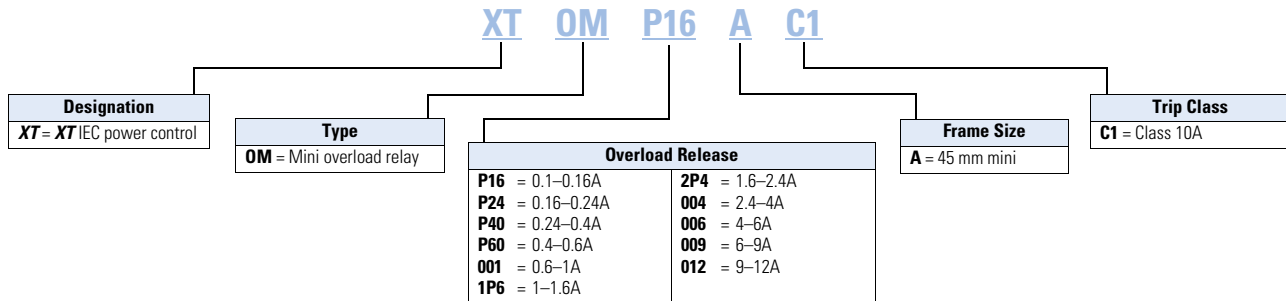 XT OM P16 A C1
Designation
XT = XT IEC power control
Type
OM = Mini overload relay
Overload Release
P16 = 0.1–0.16A
P24 = 0.16–0.24A
P40 = 0.24–0.4A
P60 = 0.4–0.6A
001 = 0.6–1A
1P6 = 1–1.6A
2P4 = 1.6–2.4A
004 = 2.4–4A
006 = 4–6A
009 = 6–9A
012 = 9–12A
Frame Size
A = 45 mm mini
Trip Class
C1 = Class 10A